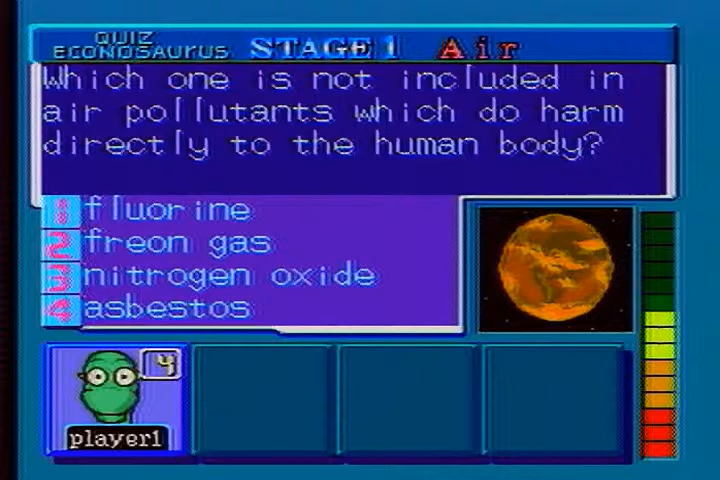 QUIZ
ECONOSAURUS
STAGE 1 Air
Which one is not included in
air pollutants which do harm
directly to the human body?
1 fluorine
2 freon gas
3 nitrogen oxide
4 asbestos
4
player1